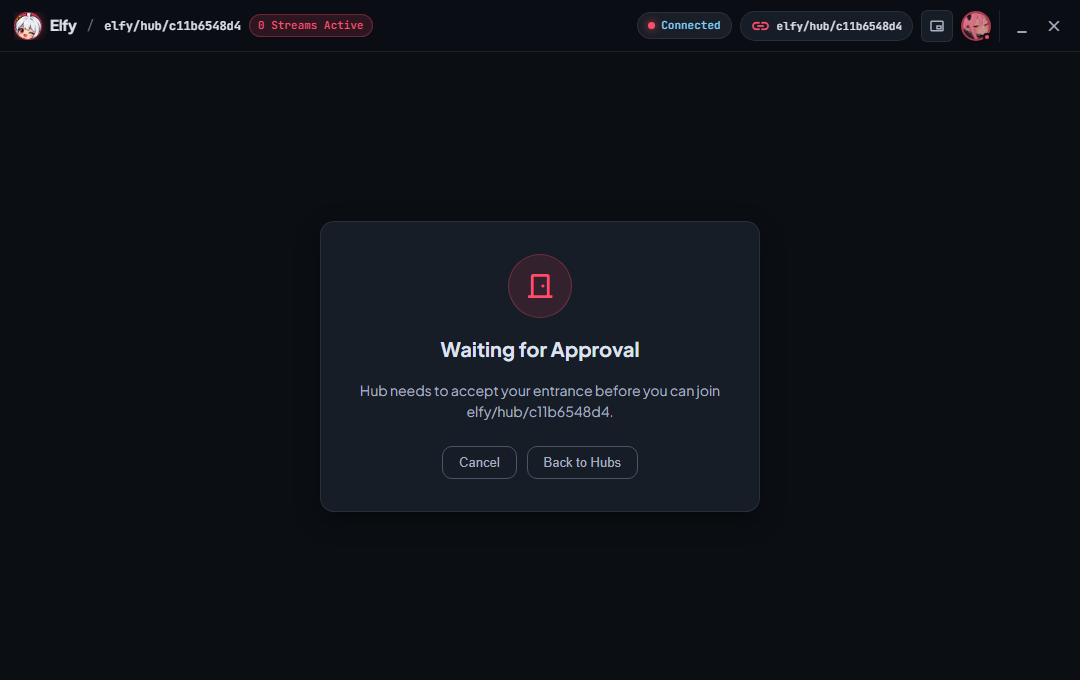 Elfy / elfy/hub/c11b6548d4 0 Streams Active Connected elfy/hub/c11b6548d4
Waiting for Approval
Hub needs to accept your entrance before you can join
elfy/hub/c11b6548d4.
Cancel Back to Hubs